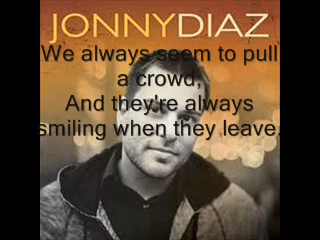 JONNYDIAZ
We always seem to pull
a crowd,
And they're always
smiling when they leave.